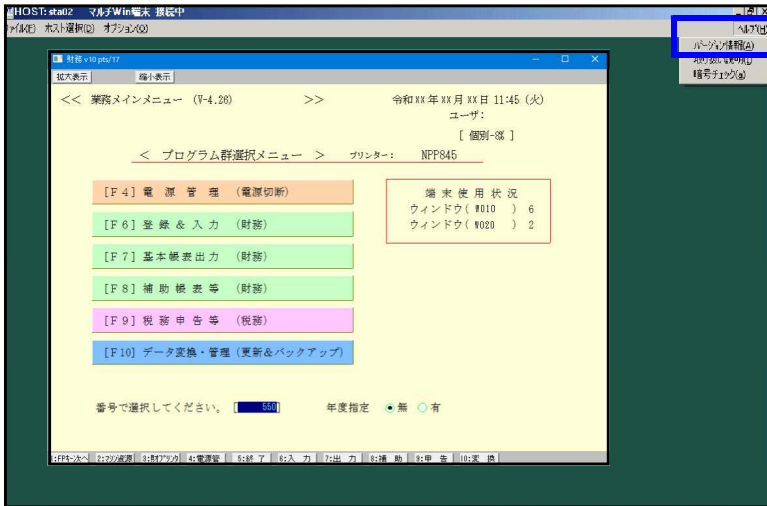 HOST: sta02 マルチWin端末 接続中
ファイル(F) ホスト選択(D) オプション(O) ヘルプ(H)
バージョン情報(A)
暗号チェック(a)
財務 v10 pts/17
拡大表示 縮小表示
<< 業務メインメニュー (V-4.26) >> 令和XX年XX月XX日 11:45 (火)
ユーザ:
[ 個別-8% ]
< プログラム群選択メニュー > プリンター: NPP845
[F 4] 電 源 管 理 (電源切断)
[F 6] 登 録 & 入 力 (財務)
[F 7] 基本帳表出力 (財務)
[F 8] 補 助 帳 表 等 (財務)
[F 9] 税 務 申 告 等 (税務)
[F10] データ変換・管理 (更新&バックアップ)
端 末 使 用 状 況
ウィンドウ( W010 ) 6
ウィンドウ( W020 ) 2
番号で選択してください。 [ 550] 年度指定 無 有
2:マシン資源 4:電源管 5:終 了 6:入 力 7:出 力 8:補 助 9:申 告 10:変 換